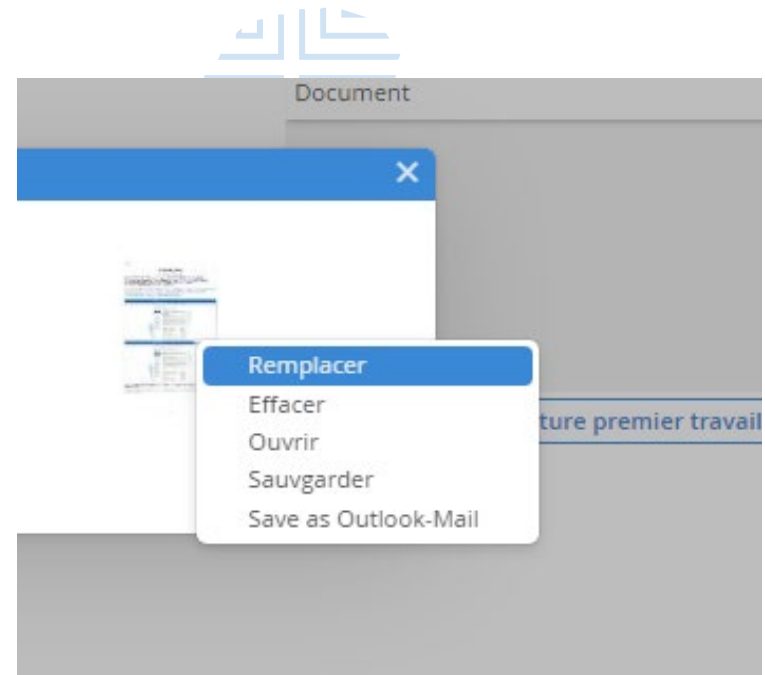 Document
Remplacer
Effacer
ture premier travail
Ouvrir
Sauvgarder
Save as Outlook-Mail